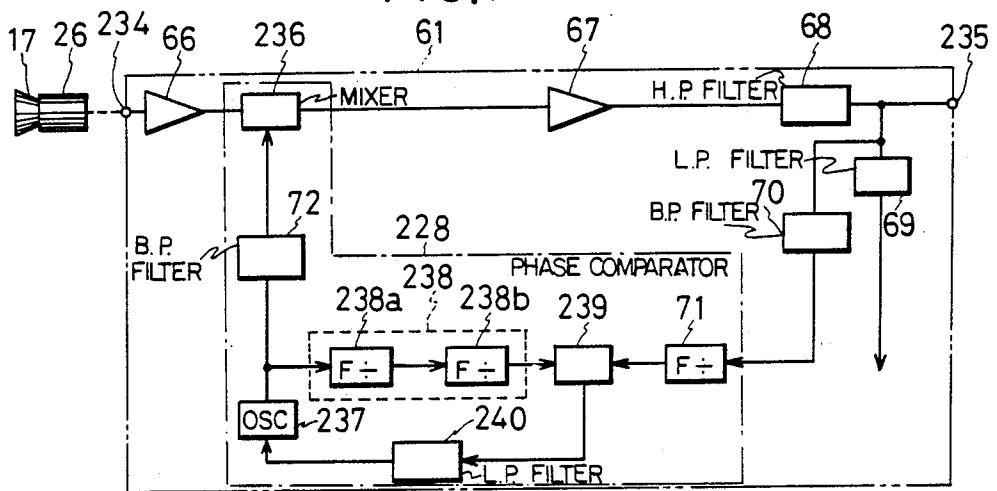 17 26 234 66 236 61 67 68 235
MIXER
H.P. FILTER
L.P. FILTER
69
B.P. FILTER
70
72
B.P. FILTER
228
PHASE COMPARATOR
238
238a 238b 239 71
F÷ F÷ F÷
OSC 237
240
L.P. FILTER